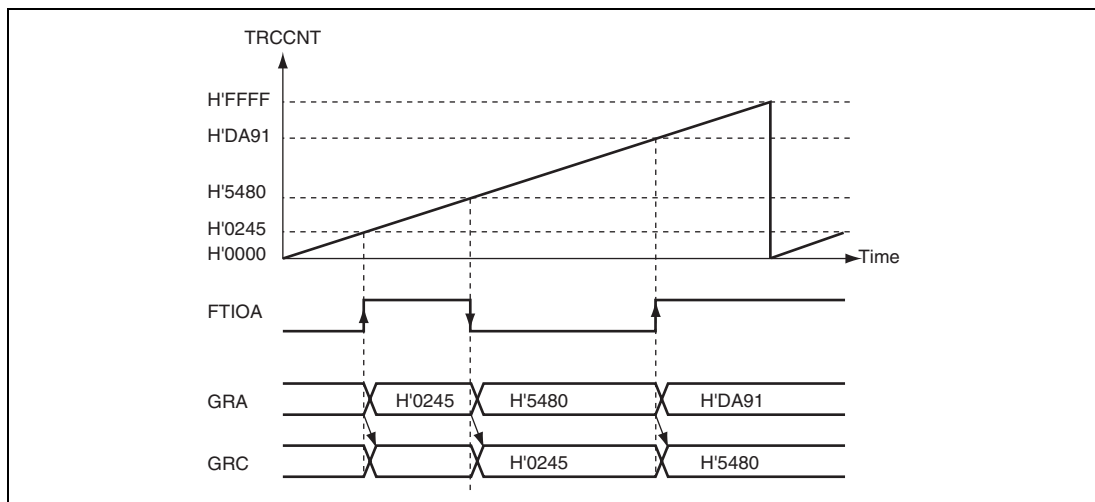 TRCCNT
H'FFFF
H'DA91
H'5480
H'0245
H'0000
Time
FTIOA
GRA H'0245 H'5480 H'DA91
GRC H'0245 H'5480